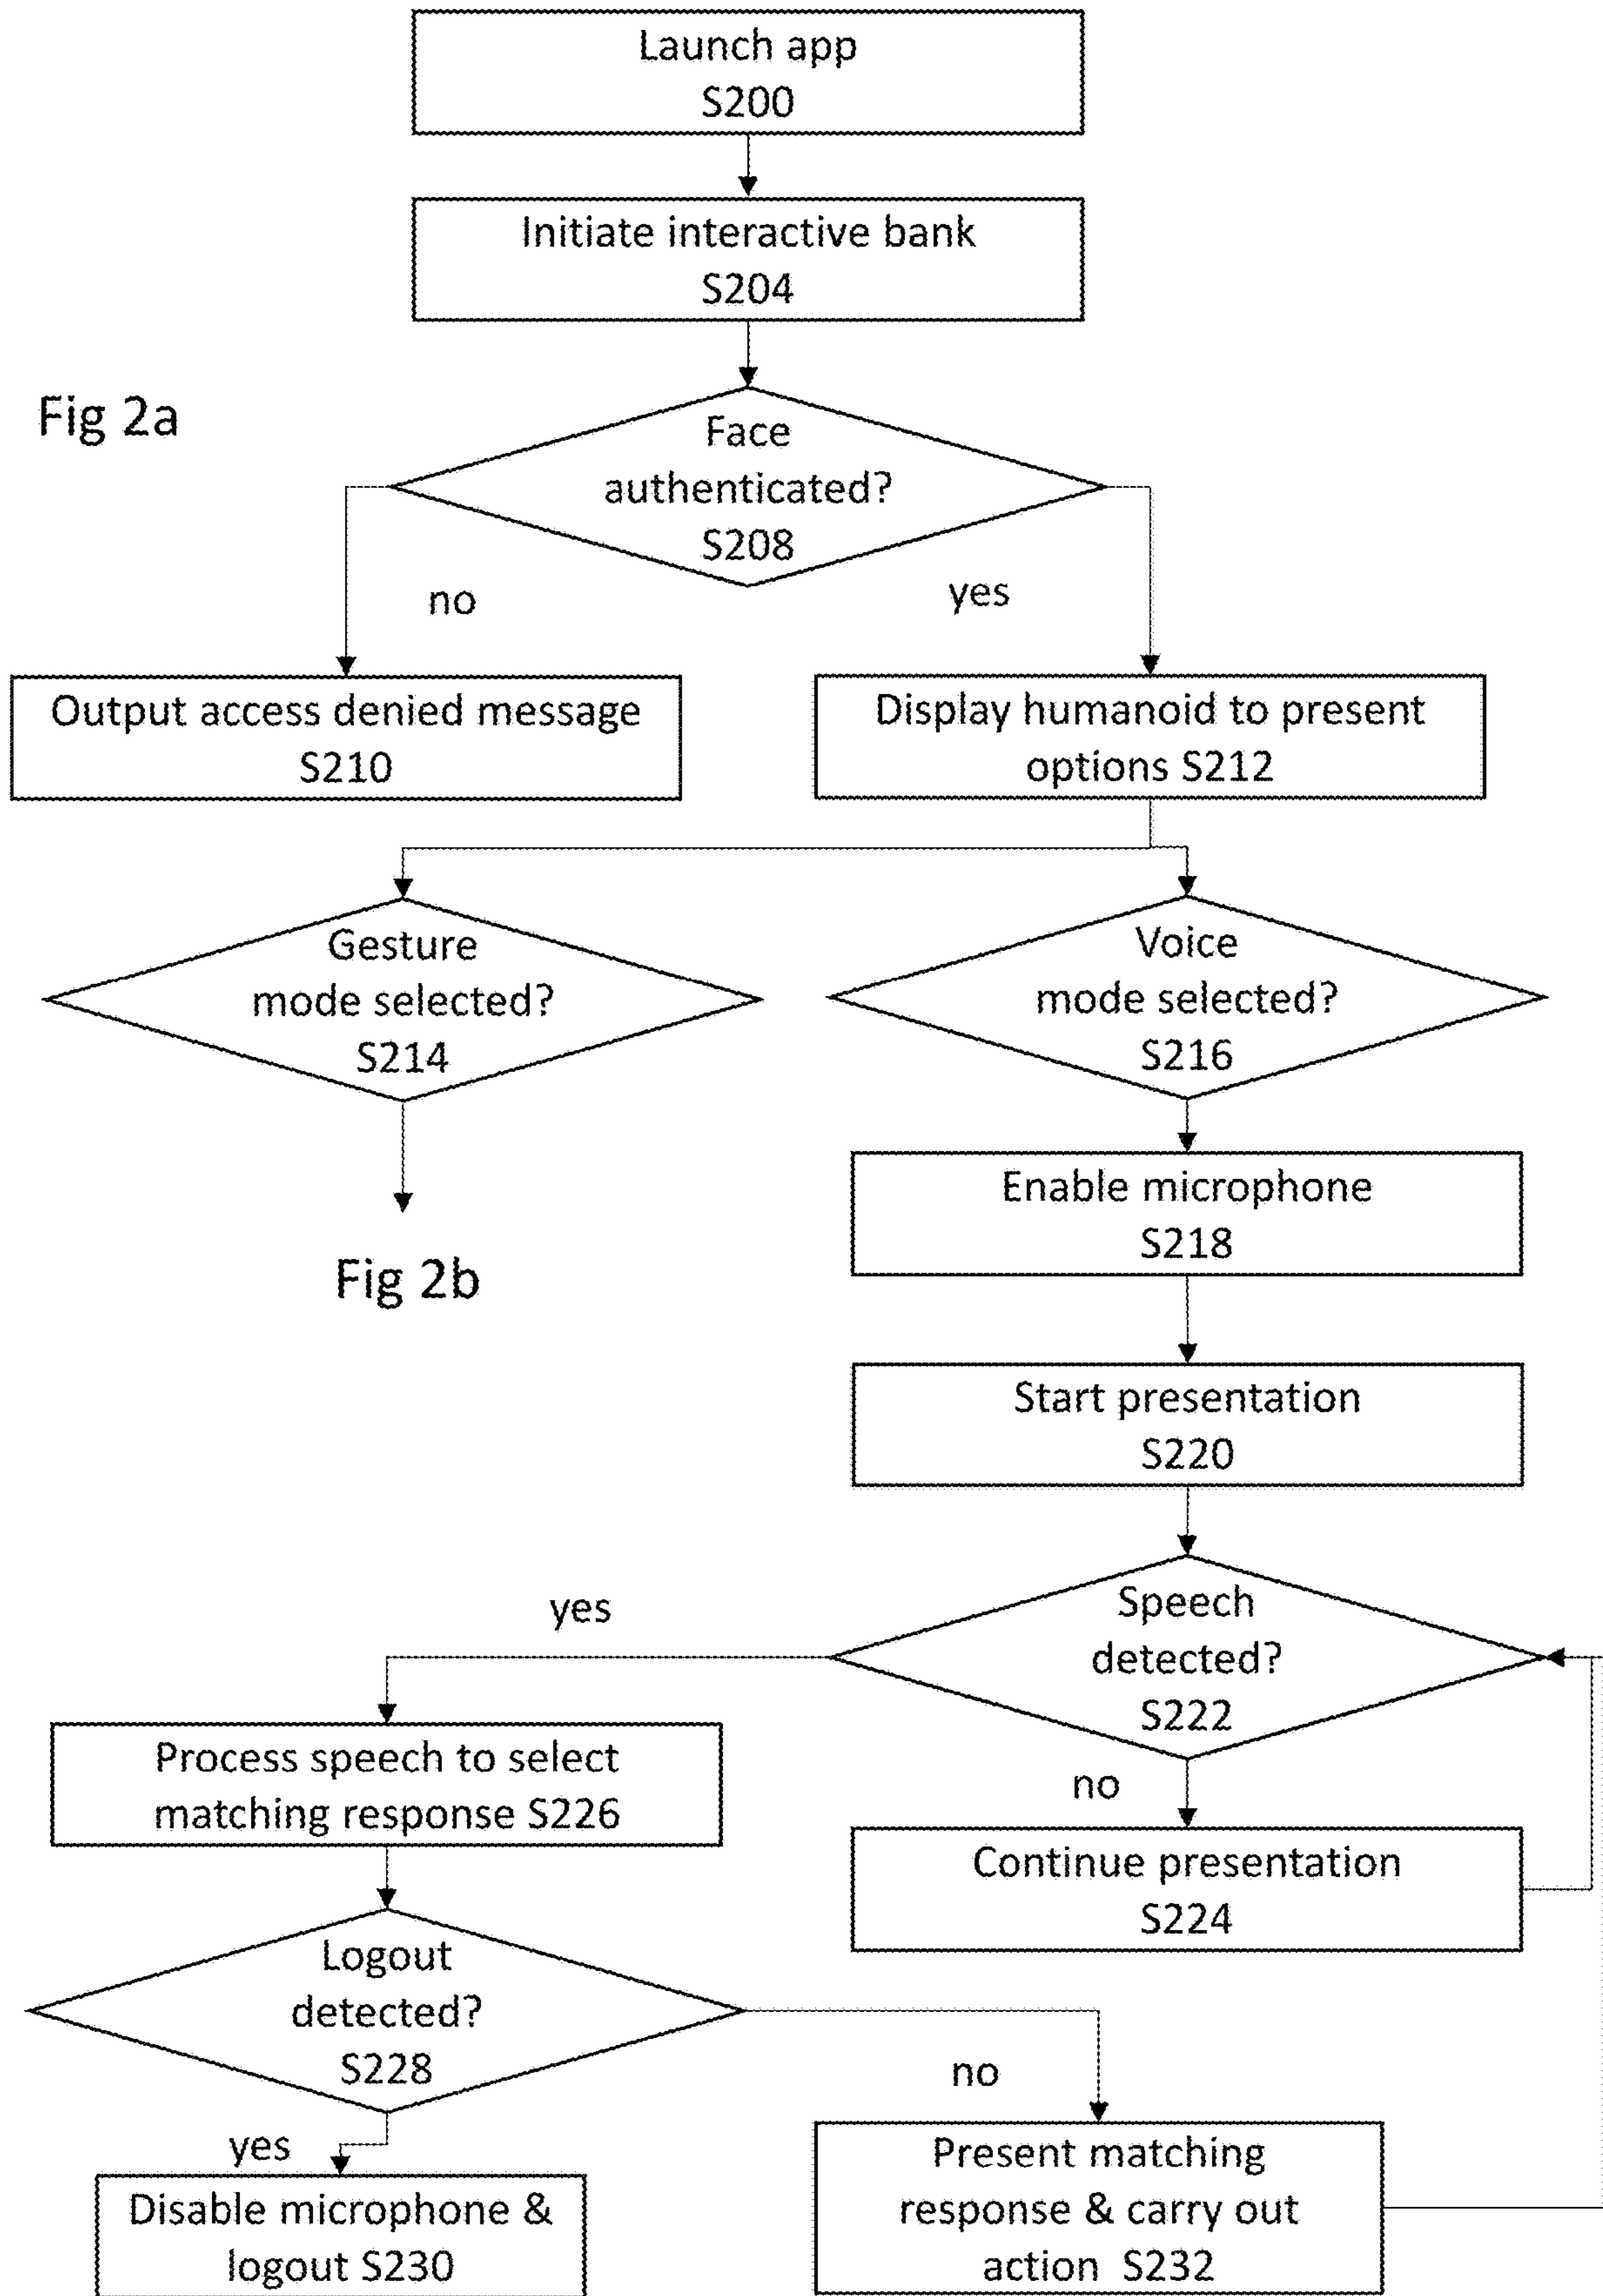 Launch app
S200
Initiate interactive bank
S204
Fig 2a
Face
authenticated?
S208
no
yes
Output access denied message
S210
Display humanoid to present
options S212
Gesture
mode selected?
S214
Voice
mode selected?
S216
Enable microphone
S218
Fig 2b
Start presentation
S220
Speech
detected?
S222
yes
no
Process speech to select
matching response S226
Continue presentation
S224
Logout
detected?
S228
no
yes
Disable microphone &
logout S230
Present matching
response & carry out
action S232